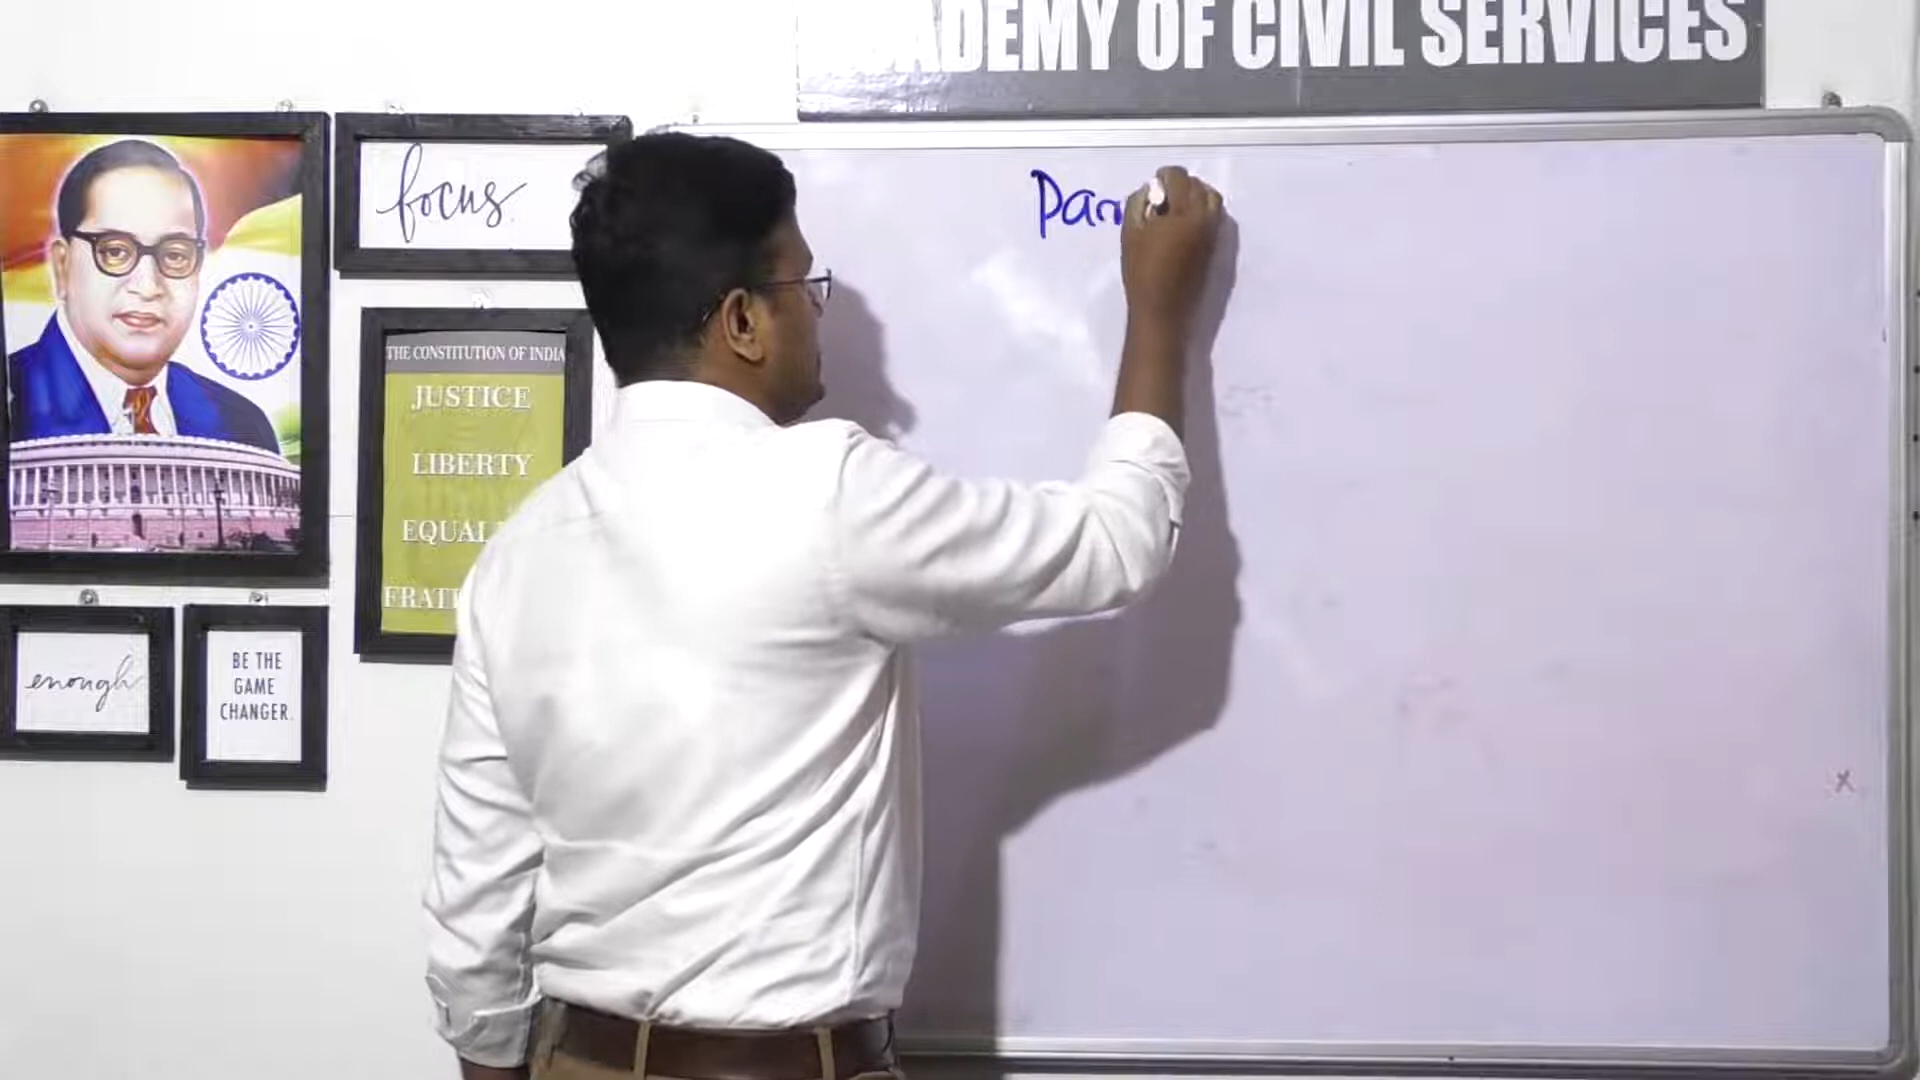 ADEMY OF CIVIL SERVICES
focus.
THE CONSTITUTION OF INDIA
JUSTICE
LIBERTY
EQUAL
FRAT
enough
BE THE
GAME
CHANGER.
Par
x